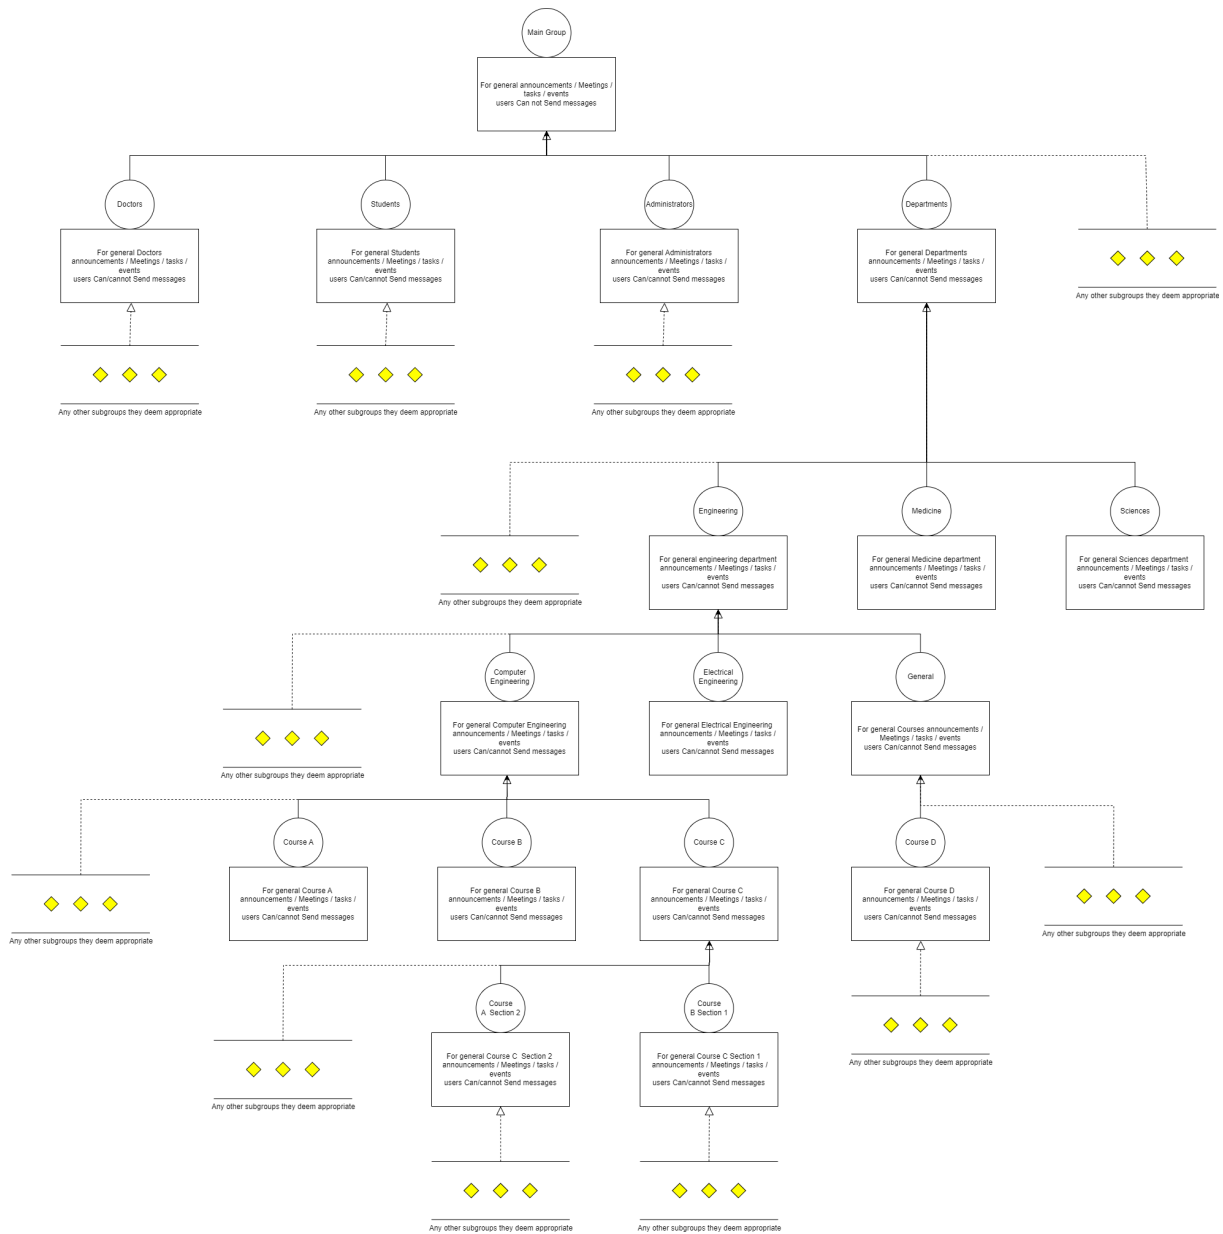 Main Group
For general announcements / Meetings /
tasks / events
users Can not Send messages
Doctors
Students
Administrators
Departments
For general Doctors
announcements / Meetings / tasks /
events
users Can/cannot Send messages
For general Students
announcements / Meetings / tasks /
events
users Can/cannot Send messages
For general Administrators
announcements / Meetings / tasks /
events
users Can/cannot Send messages
For general Departments
announcements / Meetings / tasks /
events
users Can/cannot Send messages
Any other subgroups they deem appropriate
Any other subgroups they deem appropriate
Any other subgroups they deem appropriate
Any other subgroups they deem appropriate
Engineering
Medicine
Sciences
For general engineering department
announcements / Meetings / tasks /
events
users Can/cannot Send messages
For general Medicine department
announcements / Meetings / tasks /
events
users Can/cannot Send messages
For general Sciences department
announcements / Meetings / tasks /
events
users Can/cannot Send messages
Any other subgroups they deem appropriate
Computer
Engineering
Electrical
Engineering
General
For general Computer Engineering
announcements / Meetings / tasks /
events
users Can/cannot Send messages
For general Electrical Engineering
announcements / Meetings / tasks /
events
users Can/cannot Send messages
For general Courses announcements /
Meetings / tasks / events
users Can/cannot Send messages
Any other subgroups they deem appropriate
Course A
Course B
Course C
Course D
For general Course A
announcements / Meetings / tasks /
events
users Can/cannot Send messages
For general Course B
announcements / Meetings / tasks /
events
users Can/cannot Send messages
For general Course C
announcements / Meetings / tasks /
events
users Can/cannot Send messages
For general Course D
announcements / Meetings / tasks /
events
users Can/cannot Send messages
Any other subgroups they deem appropriate
Any other subgroups they deem appropriate
Course
A Section 2
Course
B Section 1
For general Course C Section 2
announcements / Meetings / tasks /
events
users Can/cannot Send messages
For general Course C Section 1
announcements / Meetings / tasks /
events
users Can/cannot Send messages
Any other subgroups they deem appropriate
Any other subgroups they deem appropriate
Any other subgroups they deem appropriate
Any other subgroups they deem appropriate